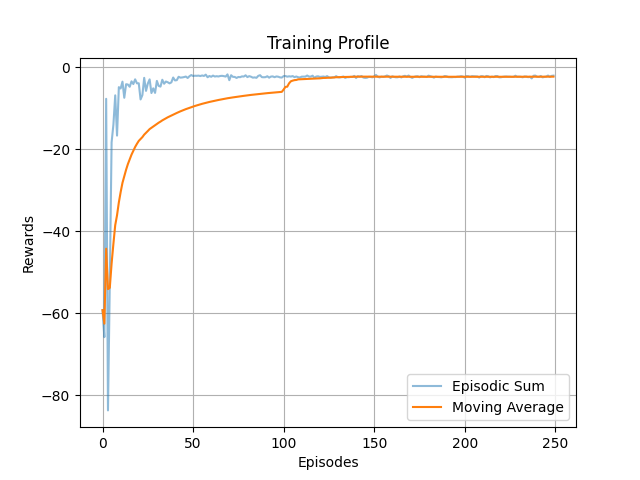 Training Profile
0
−20
−40
−60
−80
Rewards
0
50
100
150
200
250
Episodes
Episodic Sum
Moving Average